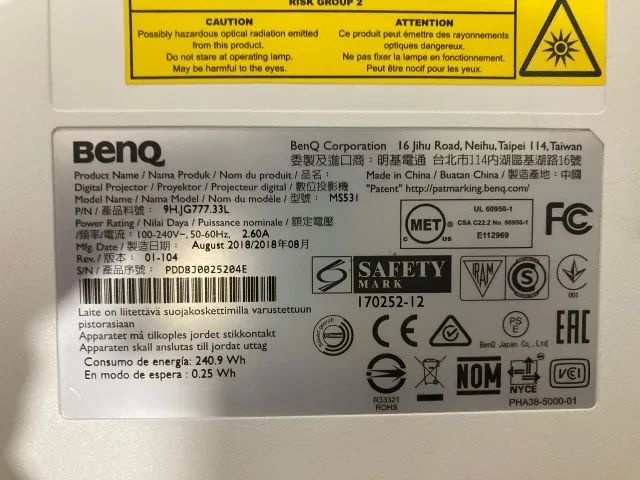 RISK GROUP 2
CAUTION
Possibly hazardous optical radiation emitted
from this product.
Do not stare at operating lamp.
May be harmful to the eyes.
ATTENTION
Ce produit peut émettre des rayonnements
optiques dangereux.
Ne pas fixer la lampe en fonctionnement.
Peut être nocif pour les yeux.
BenQ
BenQ Corporation 16 Jihu Road, Neihu, Taipei 114, Taiwan
委製及進口商：明基電通 台北市114內湖區基湖路16號
Product Name / Nama Produk / Nom du produit / 品名：
Digital Projector / Proyektor / Projecteur digital / 數位投影機
Made in China / Buatan China / 製造產地：中國
"Patent" http://patmarking.benq.com/
Model Name / Nama Model / Nom du modèle / 型號： MS531
P/N / 產品料號： 9H.JG777.33L
Power Rating / Nilai Daya / Puissance nominale / 額定電壓
/頻率/電流：100-240V~, 50-60Hz, 2.60A
Mfg. Date / 製造日期： August 2018/2018年08月
Rev. / 版本 01-104
S/N / 產品序號： PDD8J0025204E
MET
UL 60950-1
CSA C22.2 No. 60950-1
E112969
FC
Laite on liitettävä suojakoskettimilla varustettuun
pistorasiaan
Apparatet må tilkoples jordet stikkontakt
Apparaten skall anslutas till jordat uttag
Consumo de energía: 240.9 Wh
En modo de espera : 0.25 Wh
S SAFETY
MARK
170252-12
IRAM
S
001
CE
PS
E
BenQ Japan Co., Ltd.
EAC
R33321
ROHS
NOM
NYCE
VCI
PHA38-5000-01